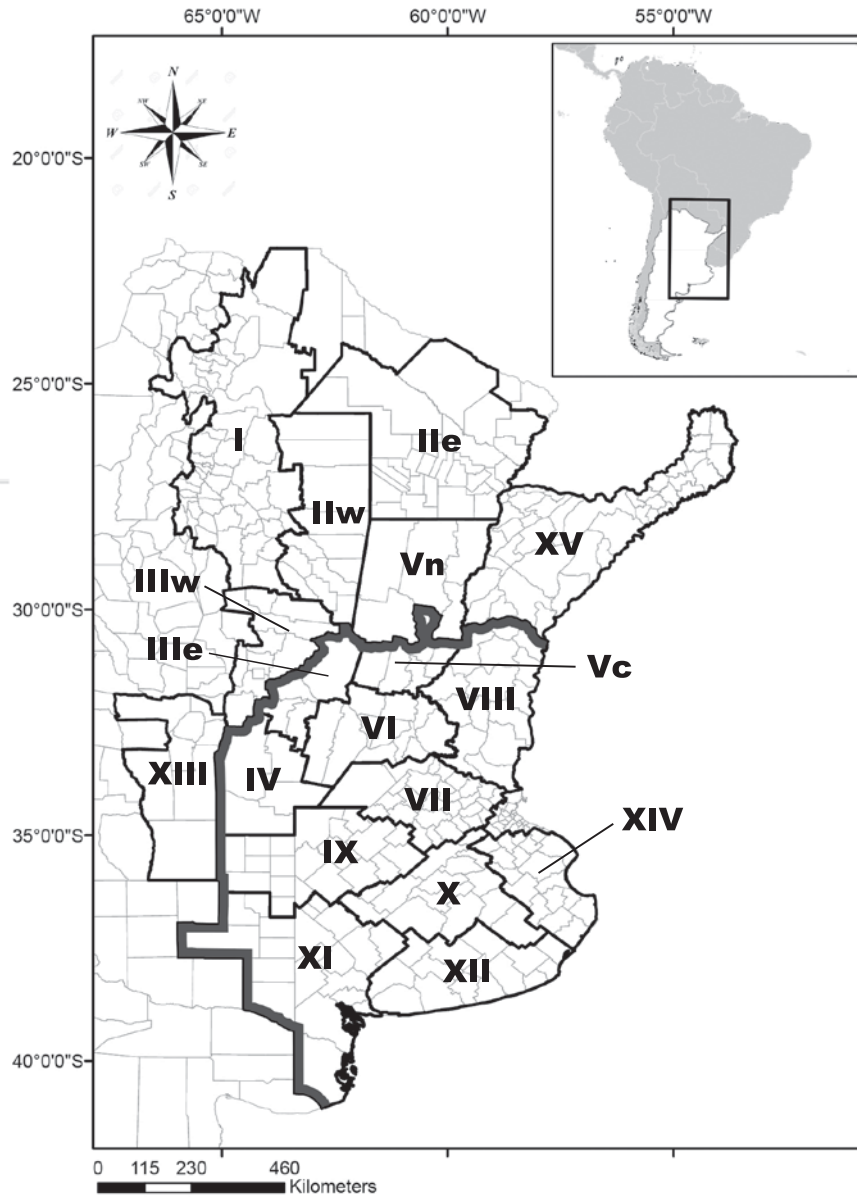 65°0'0"W 60°0'0"W 55°0'0"W
N
NW NE
W E
SW SE
S
20°0'0"S
25°0'0"S
I
IIe
IIw
XV
Vn
IIIw
30°0'0"S
IIIe
Vc
VIII
VI
XIII
IV
VII
XIV
35°0'0"S
IX
X
XI
XII
40°0'0"S
0 115 230 460
Kilometers